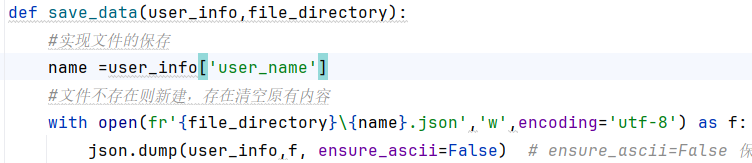 def save_data(user_info,file_directory):
    #实现文件的保存
    name =user_info['user_name']
    #文件不存在则新建，存在清空原有内容
    with open(fr'{file_directory}\{name}.json','w',encoding='utf-8') as f:
        json.dump(user_info,f, ensure_ascii=False)  # ensure_ascii=False